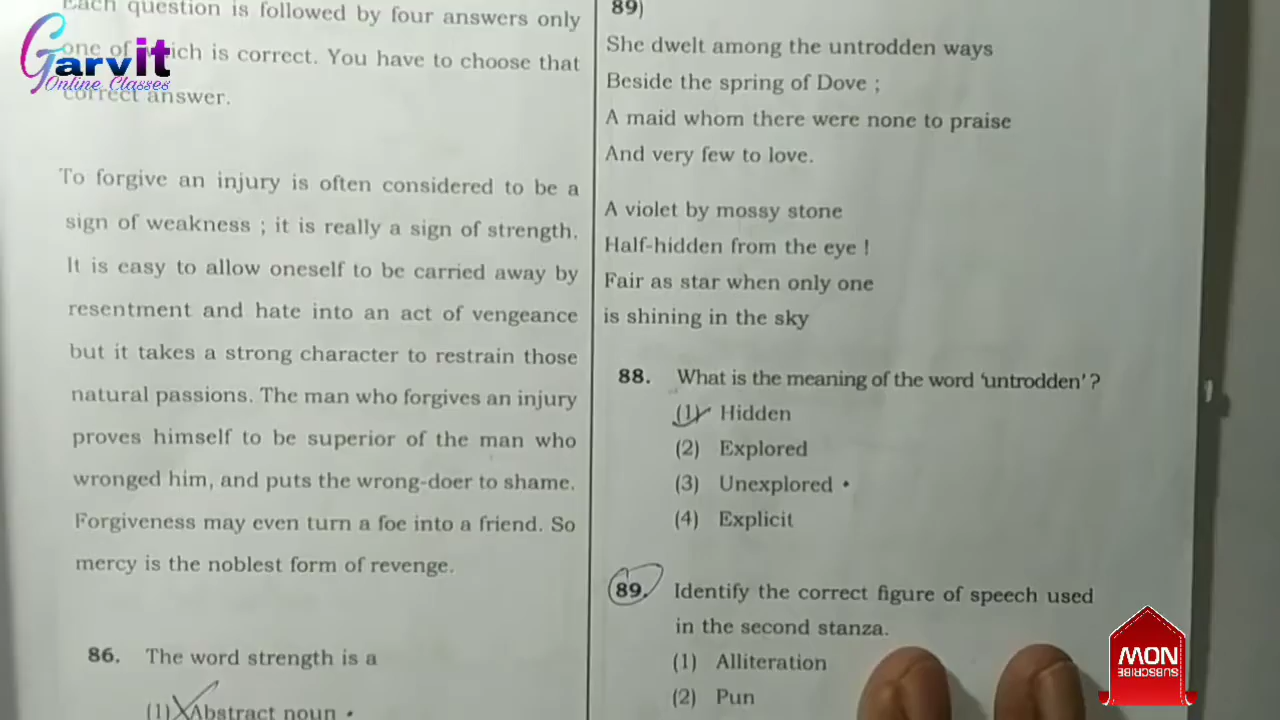 Each question is followed by four answers only
one of which is correct. You have to choose that
correct answer.
Garvit
Online Classes
To forgive an injury is often considered to be a
sign of weakness ; it is really a sign of strength.
It is easy to allow oneself to be carried away by
resentment and hate into an act of vengeance
but it takes a strong character to restrain those
natural passions. The man who forgives an injury
proves himself to be superior of the man who
wronged him, and puts the wrong-doer to shame.
Forgiveness may even turn a foe into a friend. So
mercy is the noblest form of revenge.
86. The word strength is a
(1) Abstract noun
89)
She dwelt among the untrodden ways
Beside the spring of Dove ;
A maid whom there were none to praise
And very few to love.
A violet by mossy stone
Half-hidden from the eye !
Fair as star when only one
is shining in the sky
88. What is the meaning of the word 'untrodden' ?
(1) Hidden
(2) Explored
(3) Unexplored
(4) Explicit
89. Identify the correct figure of speech used
in the second stanza.
(1) Alliteration
(2) Pun
NOW
SUBSCRIBE